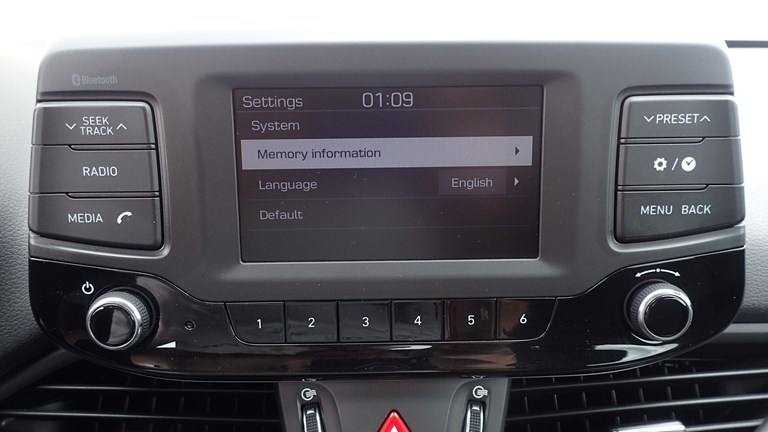 Bluetooth
SEEK
TRACK
RADIO
MEDIA
Settings 01:09
System
Memory information
Language English
Default
PRESET
/
MENU BACK
1 2 3 4 5 6